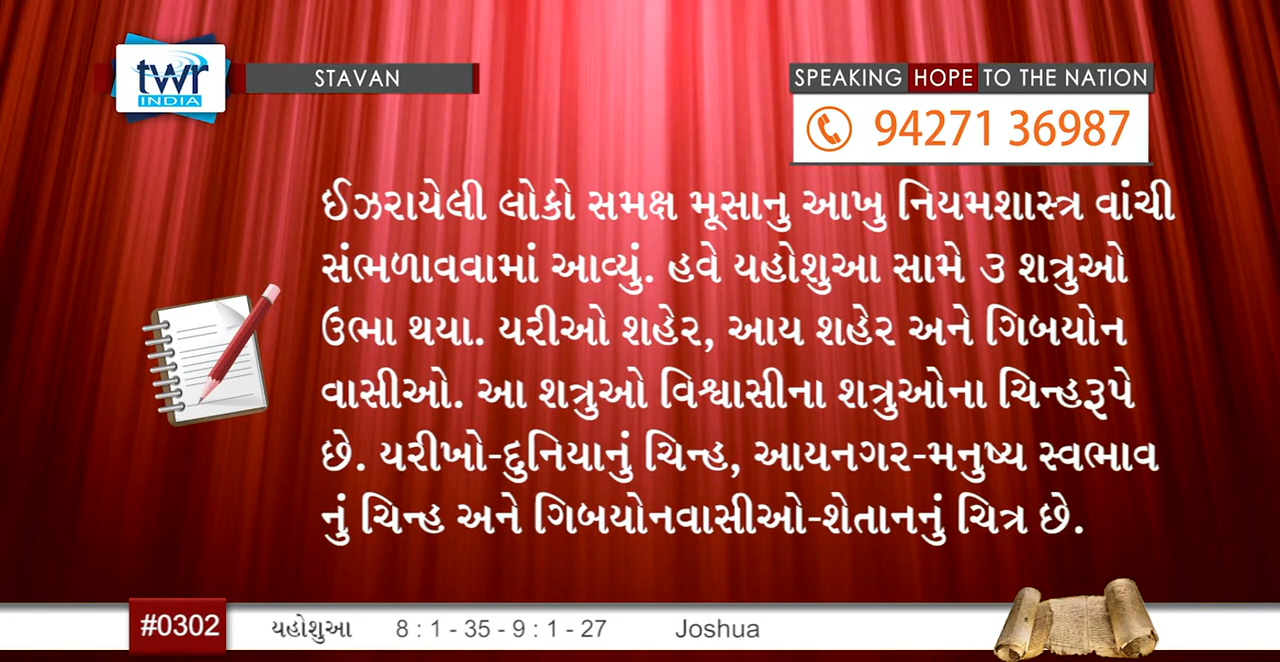 twr
INDIA
STAVAN
SPEAKING HOPE TO THE NATION
94271 36987
ઈઝરાયેલી લોકો સમક્ષ મૂસાનુ આખુ નિયમશાસ્ત્ર વાંચી
સંભળાવવામાં આવ્યું. હવે યહોશુઆ સામે ૩ શત્રુઓ
ઉભા થયા. યરીઓ શહેર, આય શહેર અને ગિબયોન
વાસીઓ. આ શત્રુઓ વિશ્વાસીના શત્રુઓના ચિન્હરૂપે
છે. યરીખો-દુનિયાનું ચિન્હ, આયનગર-મનુષ્ય સ્વભાવ
નું ચિન્હ અને ગિબયોનવાસીઓ-શેતાનનું ચિત્ર છે.
#0302 યહોશુઆ 8 : 1 - 35 - 9 : 1 - 27 Joshua